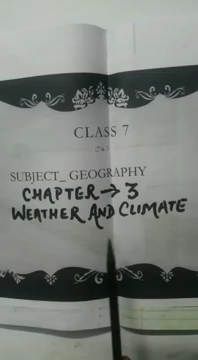 CLASS 7
SUBJECT_ GEOGRAPHY
CHAPTER → 3
WEATHER AND CLIMATE